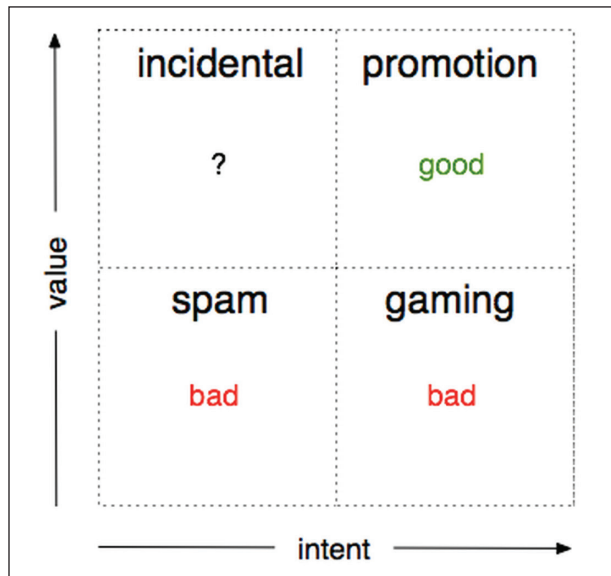 incidental promotion
? good
value
spam gaming
bad bad
intent